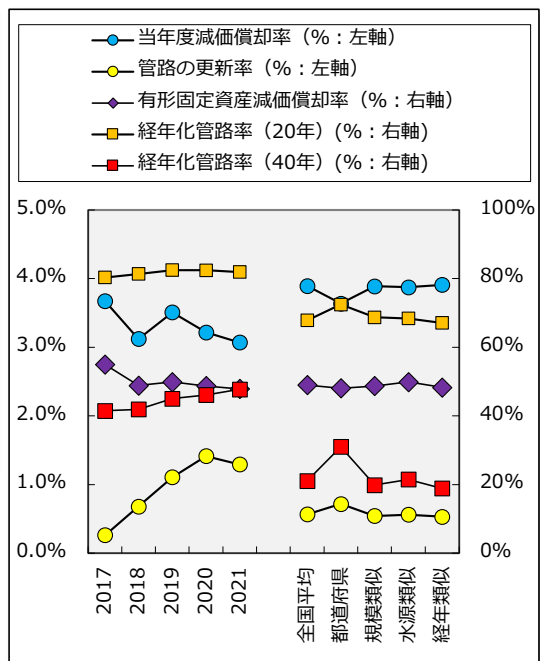 当年度減価償却率（%：左軸）
管路の更新率（%：左軸）
有形固定資産減価償却率（%：右軸）
経年化管路率（20年）(%：右軸)
経年化管路率（40年）(%：右軸)
5.0%
4.0%
3.0%
2.0%
1.0%
0.0%
100%
80%
60%
40%
20%
0%
2017
2018
2019
2020
2021
全国平均
都道府県
規模類似
水源類似
経年類似